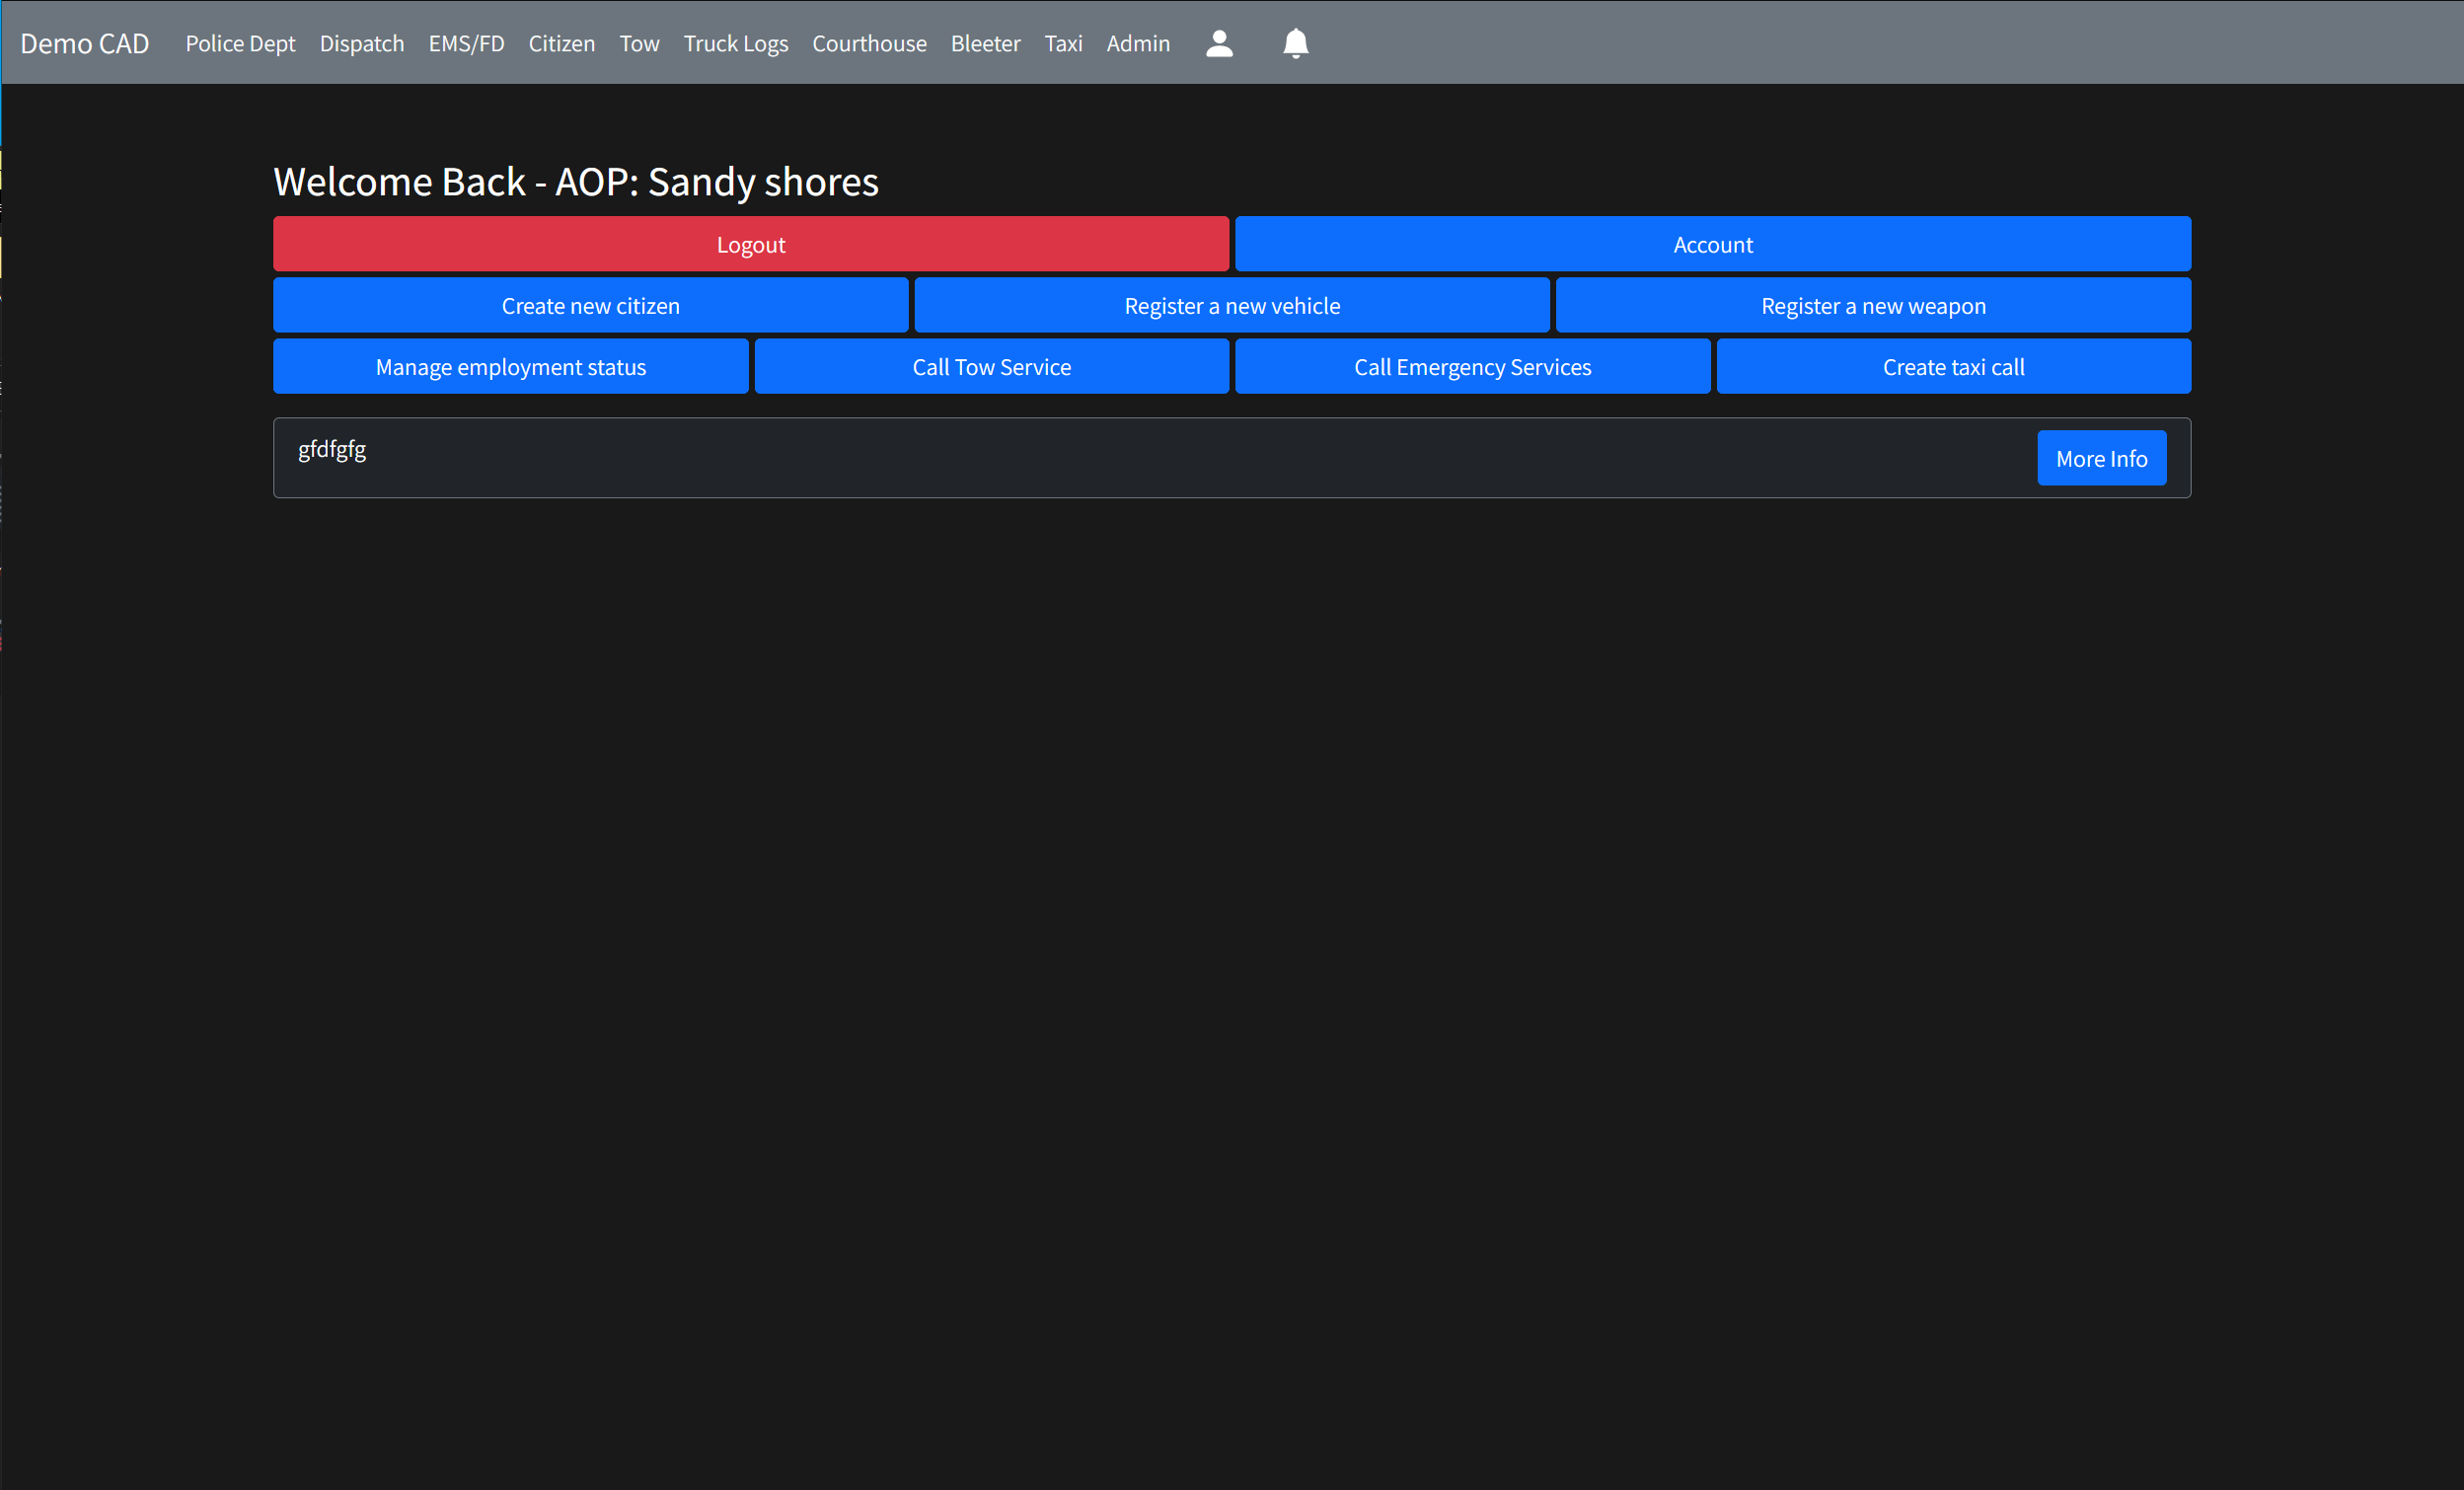 Demo CAD Police Dept Dispatch EMS/FD Citizen Tow Truck Logs Courthouse Bleeter Taxi Admin
Welcome Back - AOP: Sandy shores
Logout Account
Create new citizen Register a new vehicle Register a new weapon
Manage employment status Call Tow Service Call Emergency Services Create taxi call
gfdfgfg More Info